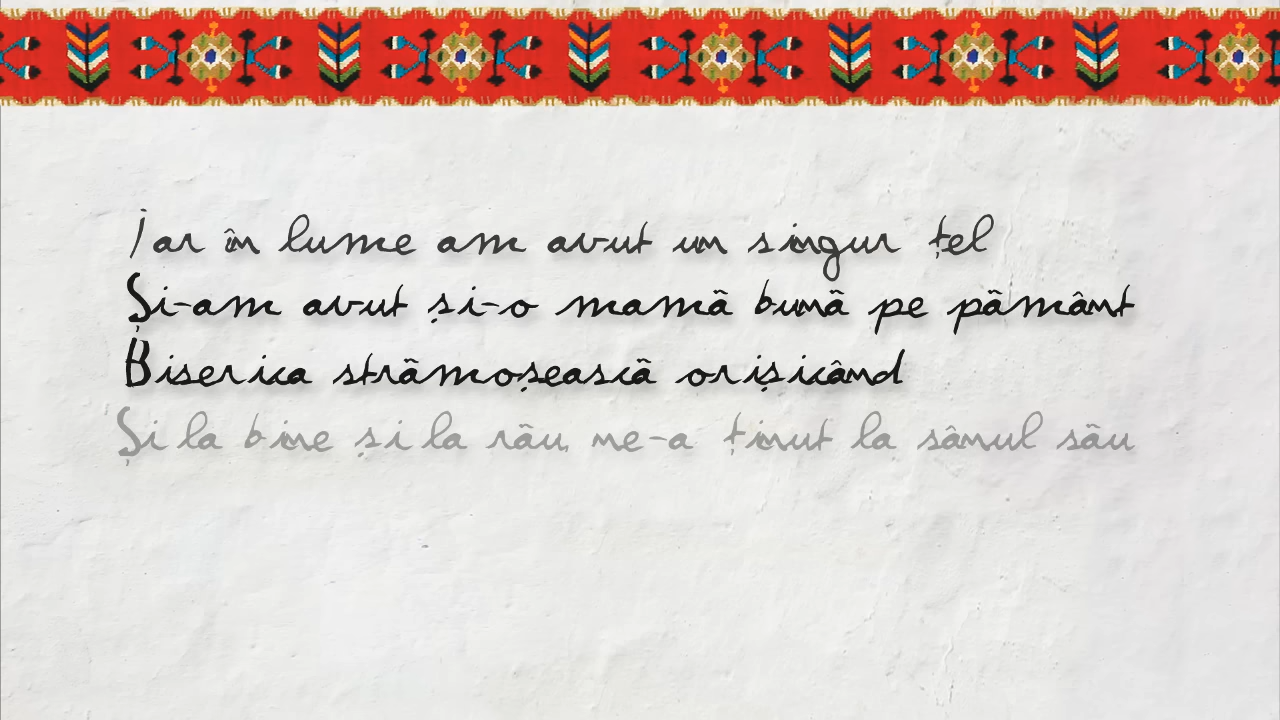 Iar în lume am avut un singur țel
Și-am avut și-o mamă bună pe pământ
Biserica strămoșească orișicând
Și la bine și la rău, me-a ținut la sânul său